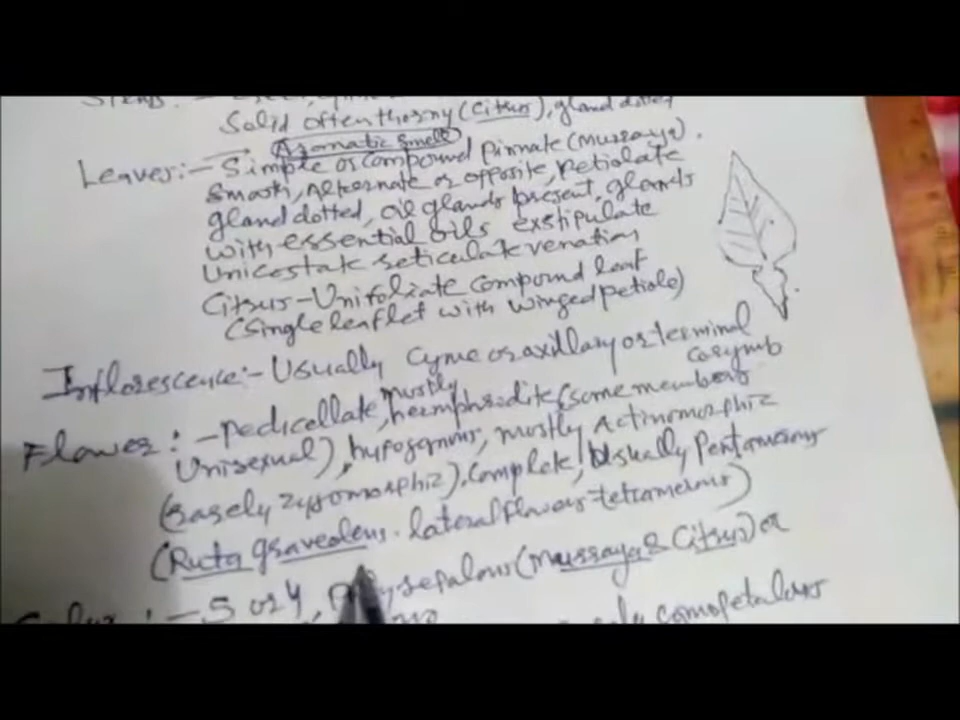 Solid often thorny (Citrus), gland dotted
Aromatic smell
Leaves:- Simple or compound pinnate (Murraya).
Smooth, Alternate or opposite, Petiolate
gland dotted, oil glands present, glands
with essential oils exstipulate
Unicostate reticulate venation
Citrus - Unifoliate compound leaf
(Single leaflet with winged petiole)
Inflorescence:- Usually Cyme or axillary or terminal
corymb
Flower:- Pedicellate, mostly hermphrodite (some members
Unisexual), hypogynous, mostly Actinomorphic
(rarely zygomorphic), Complete, Usually Pentamerous
(Ruta graveolens. lateral flower tetramerous)
:- 5 or 4, Polysepalous (Murraya & Citrus) or
gamopetalous